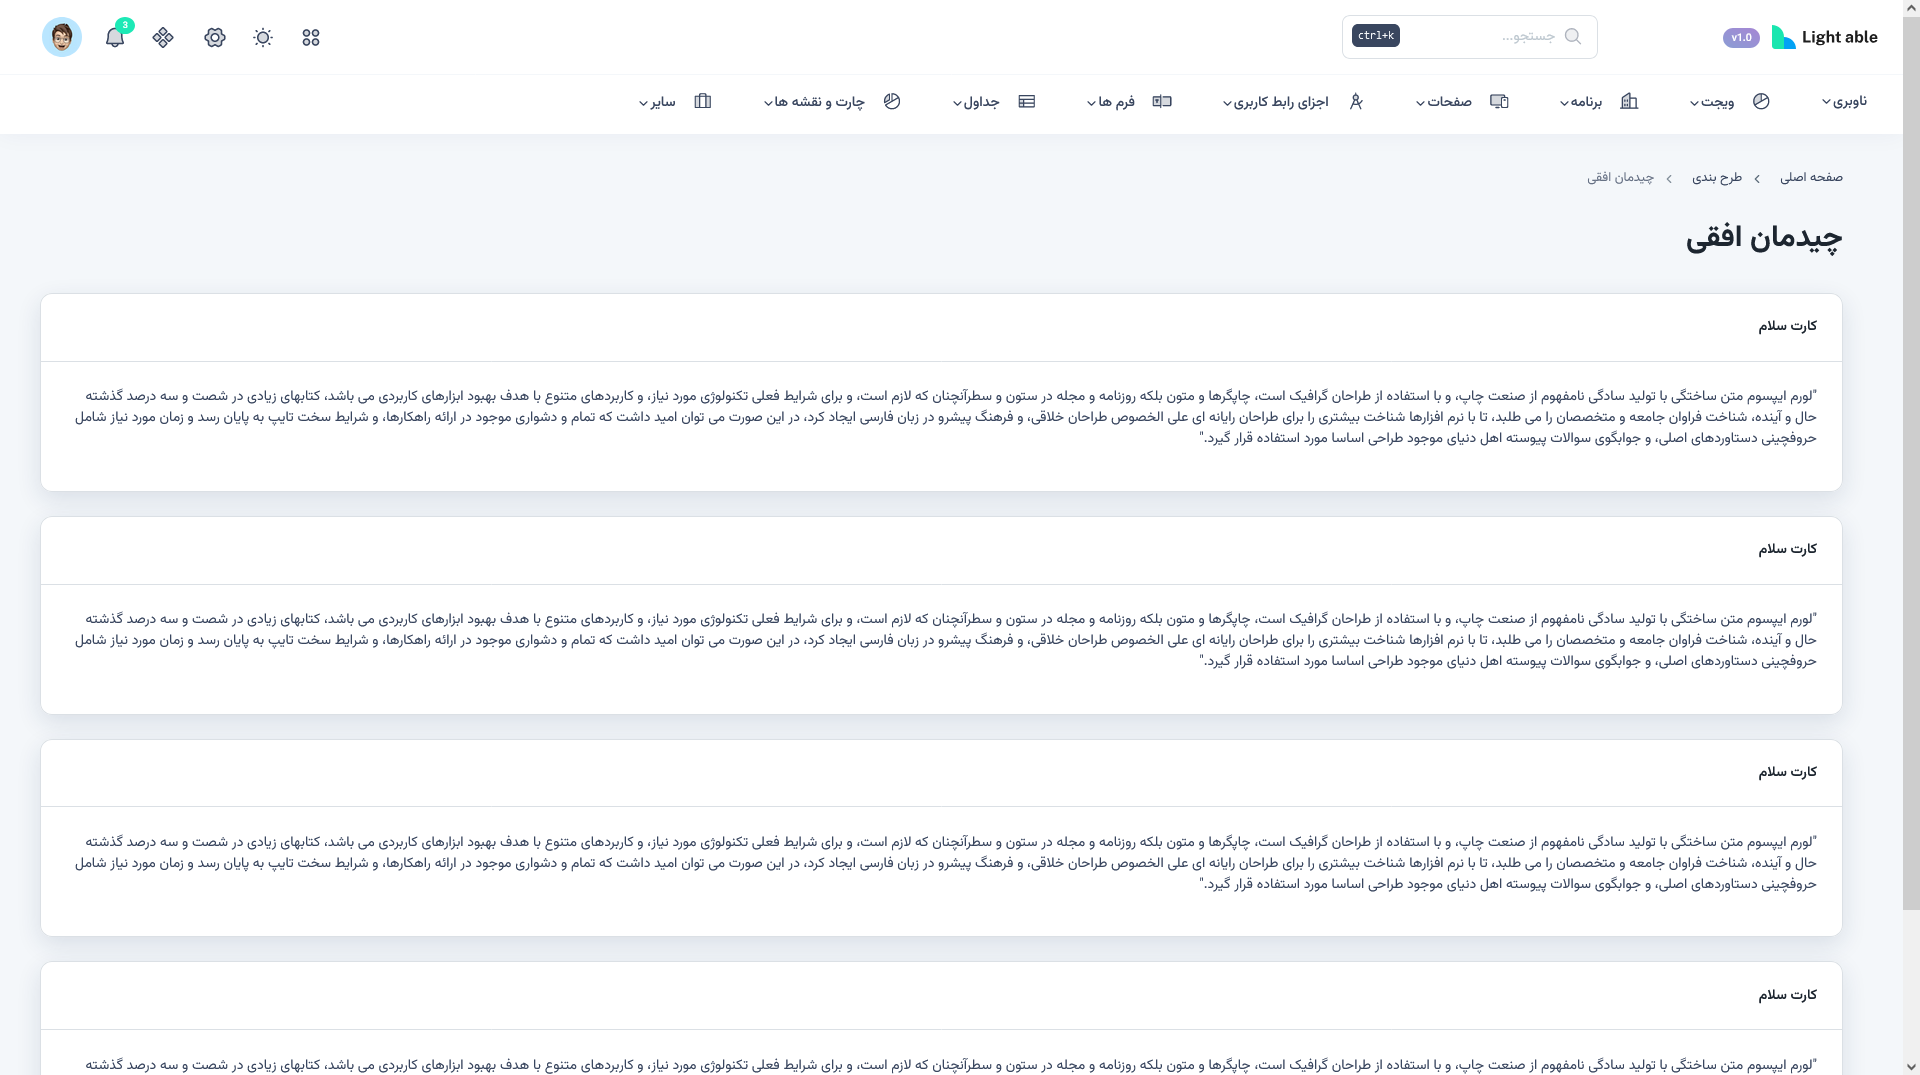 Light able
v1.0
جستجو...
ctrl+k
3
ناوبری
ویجت
برنامه
صفحات
اجزای رابط کاربری
فرم ها
جداول
چارت و نقشه ها
سایر
صفحه اصلی
طرح بندی
چیدمان افقی
چیدمان افقی
کارت سلام
"لورم ایپسوم متن ساختگی با تولید سادگی نامفهوم از صنعت چاپ، و با استفاده از طراحان گرافیک است، چاپگرها و متون بلکه روزنامه و مجله در ستون و سطرآنچنان که لازم است، و برای شرایط فعلی تکنولوژی مورد نیاز، و کاربردهای متنوع با هدف بهبود ابزارهای کاربردی می باشد، کتابهای زیادی در شصت و سه درصد گذشته
حال و آینده، شناخت فراوان جامعه و متخصصان را می طلبد، تا با نرم افزارها شناخت بیشتری را برای طراحان رایانه ای علی الخصوص طراحان خلاقی، و فرهنگ پیشرو در زبان فارسی ایجاد کرد، در این صورت می توان امید داشت که تمام و دشواری موجود در ارائه راهکارها، و شرایط سخت تایپ به پایان رسد و زمان مورد نیاز شامل
حروفچینی دستاوردهای اصلی، و جوابگوی سوالات پیوسته اهل دنیای موجود طراحی اساسا مورد استفاده قرار گیرد."
کارت سلام
"لورم ایپسوم متن ساختگی با تولید سادگی نامفهوم از صنعت چاپ، و با استفاده از طراحان گرافیک است، چاپگرها و متون بلکه روزنامه و مجله در ستون و سطرآنچنان که لازم است، و برای شرایط فعلی تکنولوژی مورد نیاز، و کاربردهای متنوع با هدف بهبود ابزارهای کاربردی می باشد، کتابهای زیادی در شصت و سه درصد گذشته
حال و آینده، شناخت فراوان جامعه و متخصصان را می طلبد، تا با نرم افزارها شناخت بیشتری را برای طراحان رایانه ای علی الخصوص طراحان خلاقی، و فرهنگ پیشرو در زبان فارسی ایجاد کرد، در این صورت می توان امید داشت که تمام و دشواری موجود در ارائه راهکارها، و شرایط سخت تایپ به پایان رسد و زمان مورد نیاز شامل
حروفچینی دستاوردهای اصلی، و جوابگوی سوالات پیوسته اهل دنیای موجود طراحی اساسا مورد استفاده قرار گیرد."
کارت سلام
"لورم ایپسوم متن ساختگی با تولید سادگی نامفهوم از صنعت چاپ، و با استفاده از طراحان گرافیک است، چاپگرها و متون بلکه روزنامه و مجله در ستون و سطرآنچنان که لازم است، و برای شرایط فعلی تکنولوژی مورد نیاز، و کاربردهای متنوع با هدف بهبود ابزارهای کاربردی می باشد، کتابهای زیادی در شصت و سه درصد گذشته
حال و آینده، شناخت فراوان جامعه و متخصصان را می طلبد، تا با نرم افزارها شناخت بیشتری را برای طراحان رایانه ای علی الخصوص طراحان خلاقی، و فرهنگ پیشرو در زبان فارسی ایجاد کرد، در این صورت می توان امید داشت که تمام و دشواری موجود در ارائه راهکارها، و شرایط سخت تایپ به پایان رسد و زمان مورد نیاز شامل
حروفچینی دستاوردهای اصلی، و جوابگوی سوالات پیوسته اهل دنیای موجود طراحی اساسا مورد استفاده قرار گیرد."
کارت سلام
"لورم ایپسوم متن ساختگی با تولید سادگی نامفهوم از صنعت چاپ، و با استفاده از طراحان گرافیک است، چاپگرها و متون بلکه روزنامه و مجله در ستون و سطرآنچنان که لازم است، و برای شرایط فعلی تکنولوژی مورد نیاز، و کاربردهای متنوع با هدف بهبود ابزارهای کاربردی می باشد، کتابهای زیادی در شصت و سه درصد گذشته